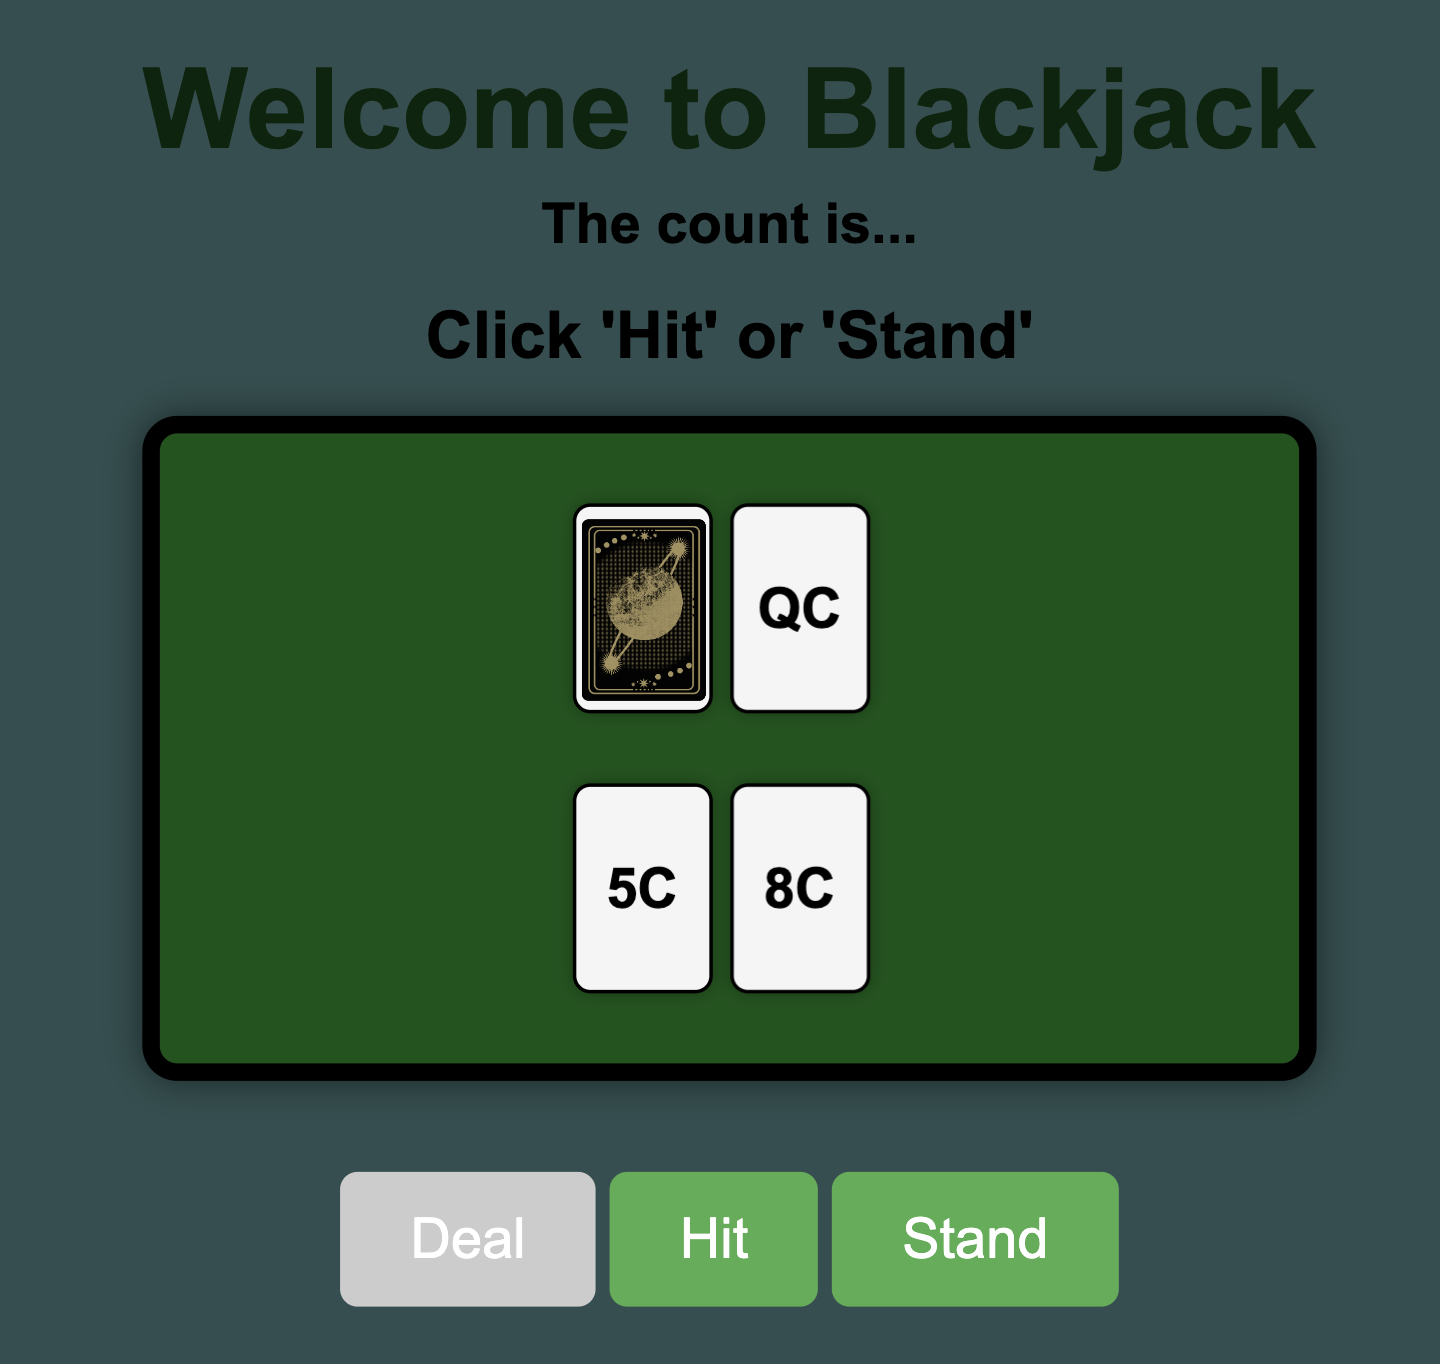 Welcome to Blackjack
The count is...
Click 'Hit' or 'Stand'
QC
5C 8C
Deal Hit Stand